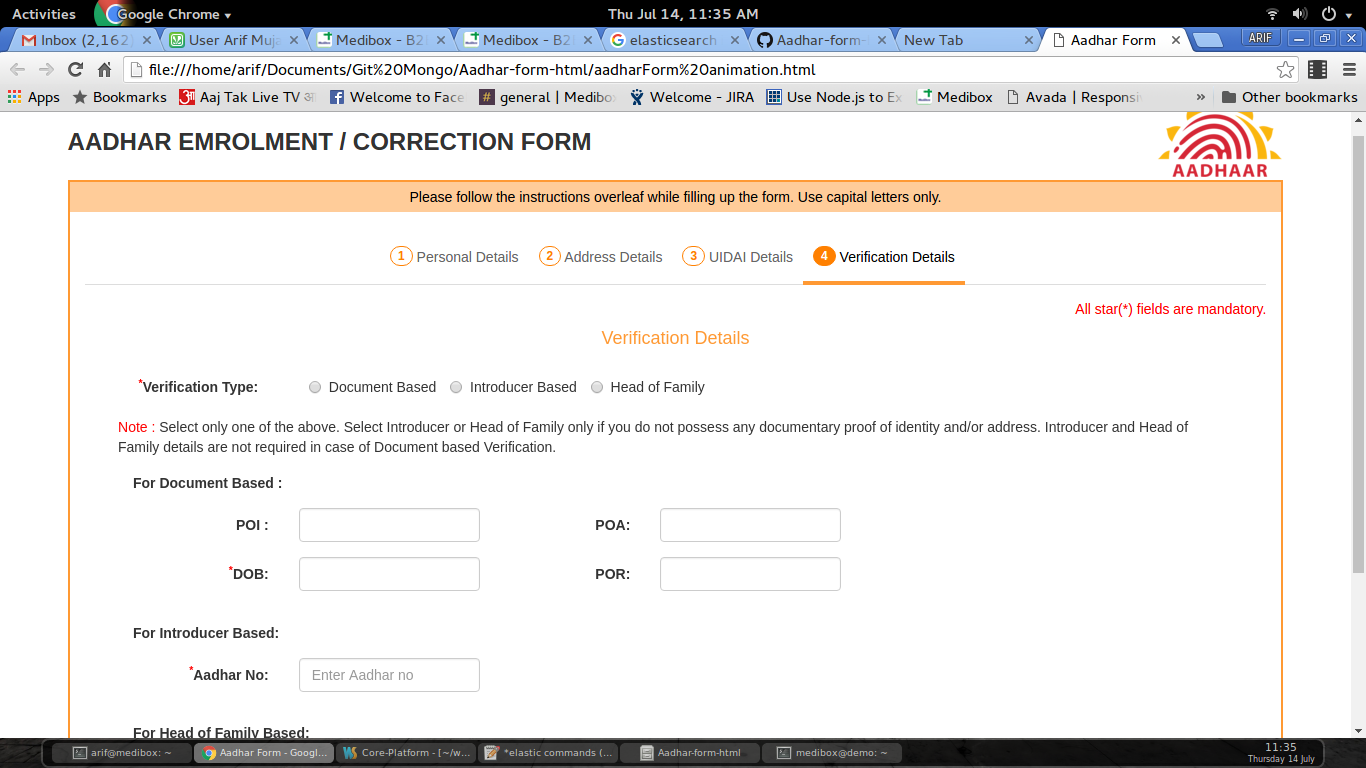 Activities Google Chrome Thu Jul 14, 11:35 AM
Inbox (2,162) User Arif Muja Medibox - B2 Medibox - B2 elasticsearch Aadhar-form- New Tab Aadhar Form ARIF
file:///home/arif/Documents/Git%20Mongo/Aadhar-form-html/aadharForm%20animation.html
Apps Bookmarks Aaj Tak Live TV Welcome to Face # general | Medibo Welcome - JIRA Use Node.js to Ex Medibox Avada | Responsi » Other bookmarks
AADHAR EMROLMENT / CORRECTION FORM
AADHAAR
Please follow the instructions overleaf while filling up the form. Use capital letters only.
1 Personal Details 2 Address Details 3 UIDAI Details 4 Verification Details
All star(*) fields are mandatory.
Verification Details
*Verification Type: Document Based Introducer Based Head of Family
Note : Select only one of the above. Select Introducer or Head of Family only if you do not possess any documentary proof of identity and/or address. Introducer and Head of
Family details are not required in case of Document based Verification.
For Document Based :
POI : POA:
*DOB: POR:
For Introducer Based:
*Aadhar No: Enter Aadhar no
For Head of Family Based:
arif@medibox: ~ Aadhar Form - Googl... Core-Platform - [~/w... *elastic commands (... Aadhar-form-html medibox@demo: ~ 11:35
Thursday 14 July